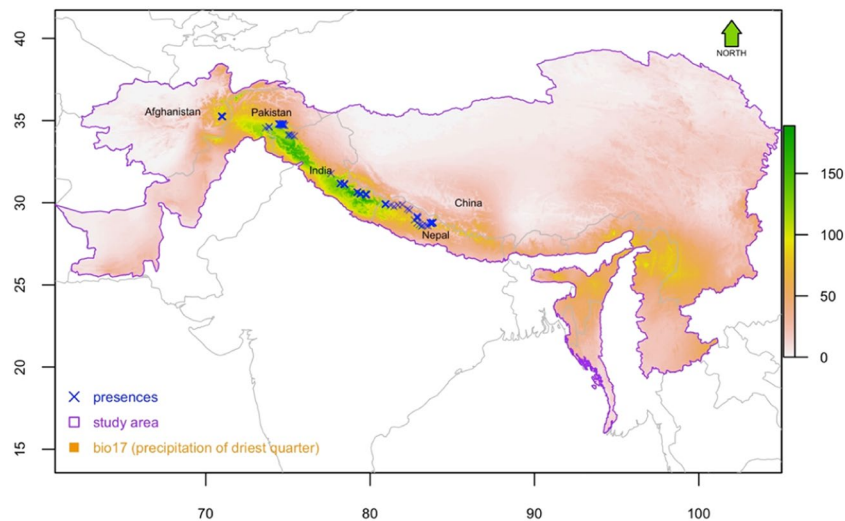 40
NORTH
Afghanistan
Pakistan
35
150
India
30
China
100
Nepal
25
50
20
0
× presences
study area
bio17 (precipitation of driest quarter)
15
70
80
90
100